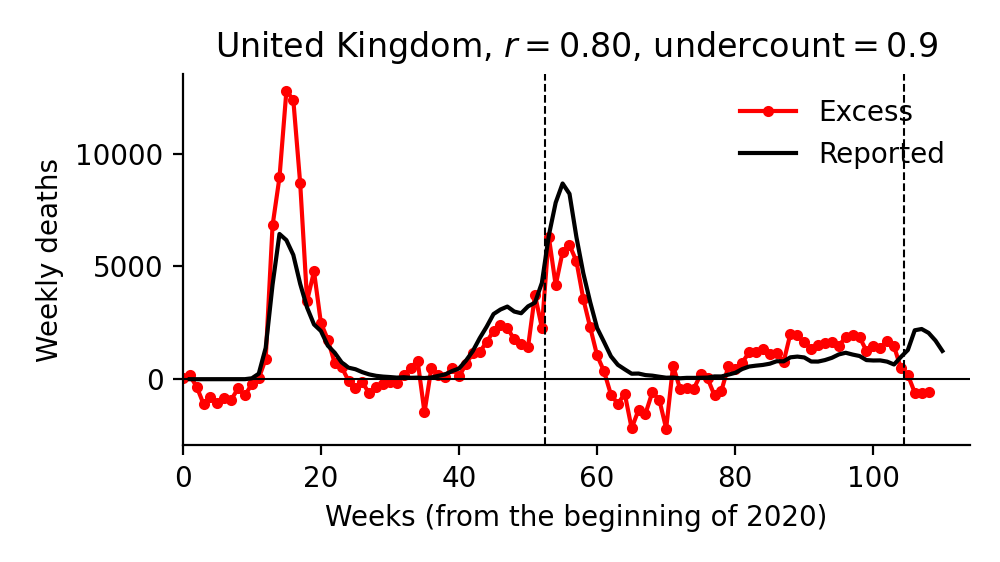 United Kingdom, r = 0.80, undercount = 0.9
Excess
Reported
Weekly deaths
10000
5000
0
0 20 40 60 80 100
Weeks (from the beginning of 2020)